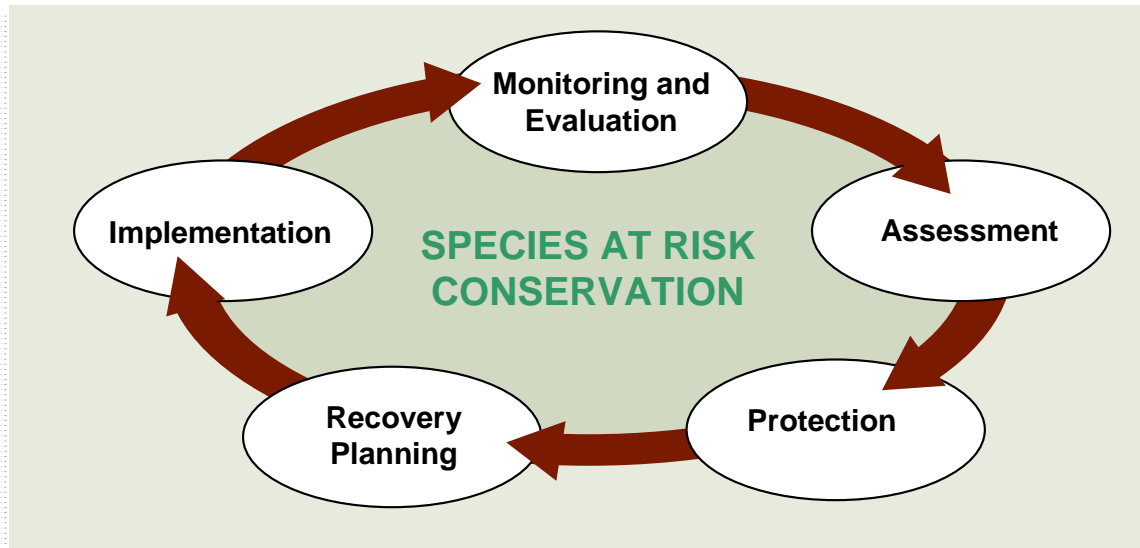 Monitoring and
Evaluation
Assessment
Protection
Recovery
Planning
Implementation
SPECIES AT RISK
CONSERVATION